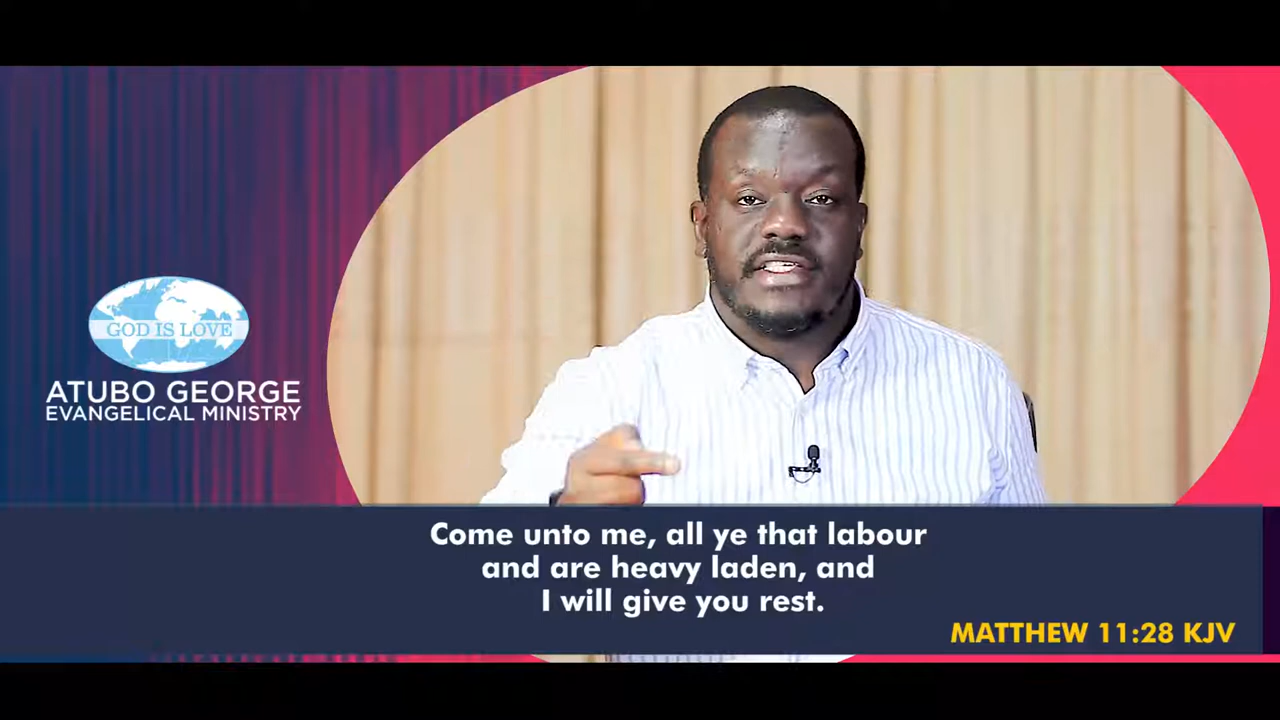 GOD IS LOVE
ATUBO GEORGE
EVANGELICAL MINISTRY
Come unto me, all ye that labour
and are heavy laden, and
I will give you rest.
MATTHEW 11:28 KJV